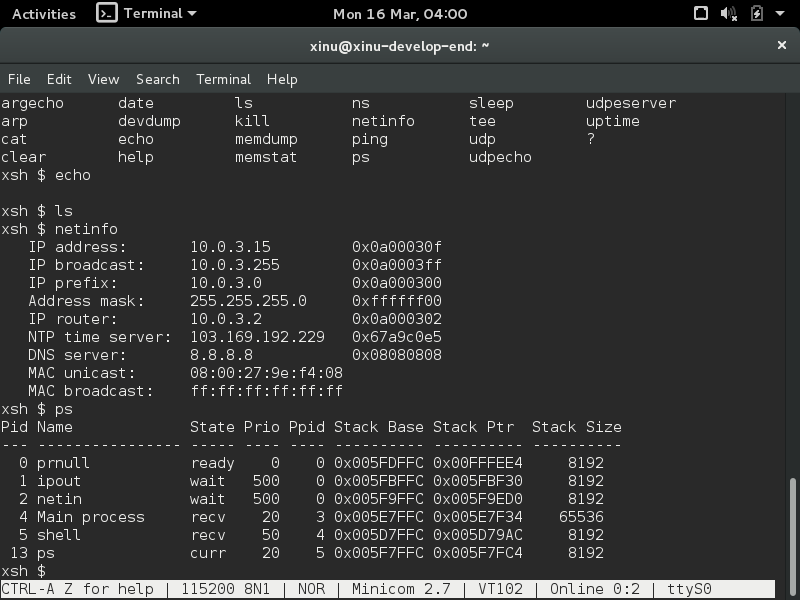 Activities Terminal Mon 16 Mar, 04:00
xinu@xinu-develop-end: ~ ×
File Edit View Search Terminal Help
argecho date ls ns sleep udpeserver
arp devdump kill netinfo tee uptime
cat echo memdump ping udp ?
clear help memstat ps udpecho
xsh $ echo
xsh $ ls
xsh $ netinfo
IP address: 10.0.3.15 0x0a00030f
IP broadcast: 10.0.3.255 0x0a0003ff
IP prefix: 10.0.3.0 0x0a000300
Address mask: 255.255.255.0 0xffffff00
IP router: 10.0.3.2 0x0a000302
NTP time server: 103.169.192.229 0x67a9c0e5
DNS server: 8.8.8.8 0x08080808
MAC unicast: 08:00:27:9e:f4:08
MAC broadcast: ff:ff:ff:ff:ff:ff
xsh $ ps
Pid Name State Prio Ppid Stack Base Stack Ptr Stack Size
--- ---------------- ----- ---- ---- ---------- ---------- ----------
0 prnull ready 0 0 0x005FDFFC 0x00FFFEE4 8192
1 ipout wait 500 0 0x005FBFFC 0x005FBF30 8192
2 netin wait 500 0 0x005F9FFC 0x005F9ED0 8192
4 Main process recv 20 3 0x005E7FFC 0x005E7F34 65536
5 shell recv 50 4 0x005D7FFC 0x005D79AC 8192
13 ps curr 20 5 0x005F7FFC 0x005F7FC4 8192
xsh $
CTRL-A Z for help | 115200 8N1 | NOR | Minicom 2.7 | VT102 | Online 0:2 | ttyS0